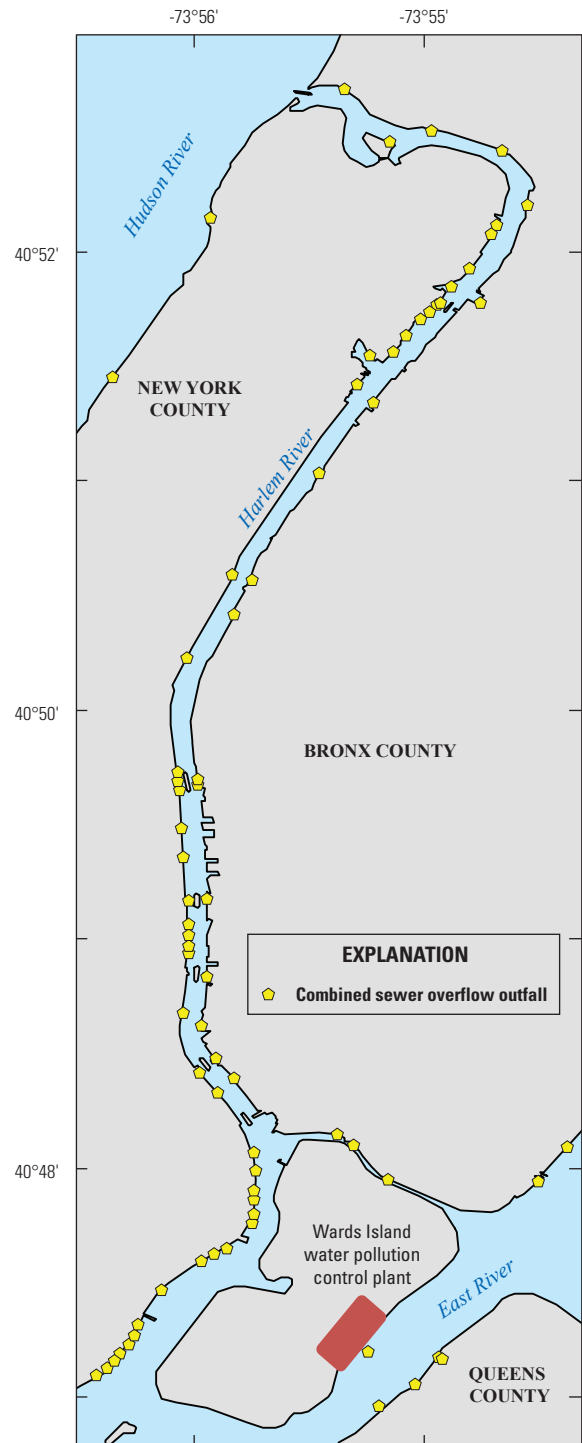 -73°56'
-73°55'
Hudson River
40°52'
NEW YORK
COUNTY
Harlem River
40°50'
BRONX COUNTY
EXPLANATION
Combined sewer overflow outfall
40°48'
Wards Island
water pollution
control plant
East River
QUEENS
COUNTY